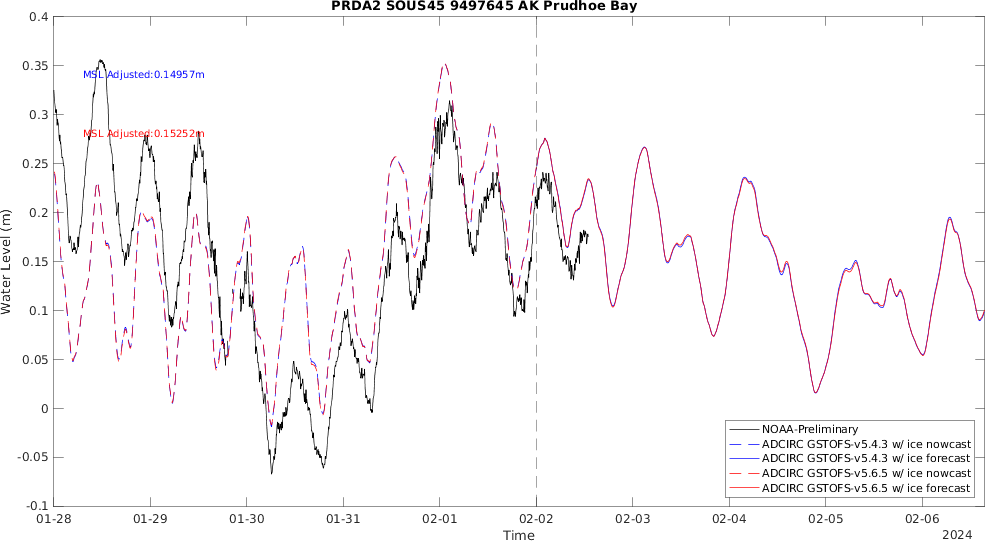 PRDA2 SOUS45 9497645 AK Prudhoe Bay
0.4
0.35
0.3
0.25
0.2
0.15
0.1
0.05
0
-0.05
-0.1
Water Level (m)
MSL Adjusted:0.14957m
MSL Adjusted:0.15252m
NOAA-Preliminary
ADCIRC GSTOFS-v5.4.3 w/ ice nowcast
ADCIRC GSTOFS-v5.4.3 w/ ice forecast
ADCIRC GSTOFS-v5.6.5 w/ ice nowcast
ADCIRC GSTOFS-v5.6.5 w/ ice forecast
01-28 01-29 01-30 01-31 02-01 02-02 02-03 02-04 02-05 02-06
Time
2024